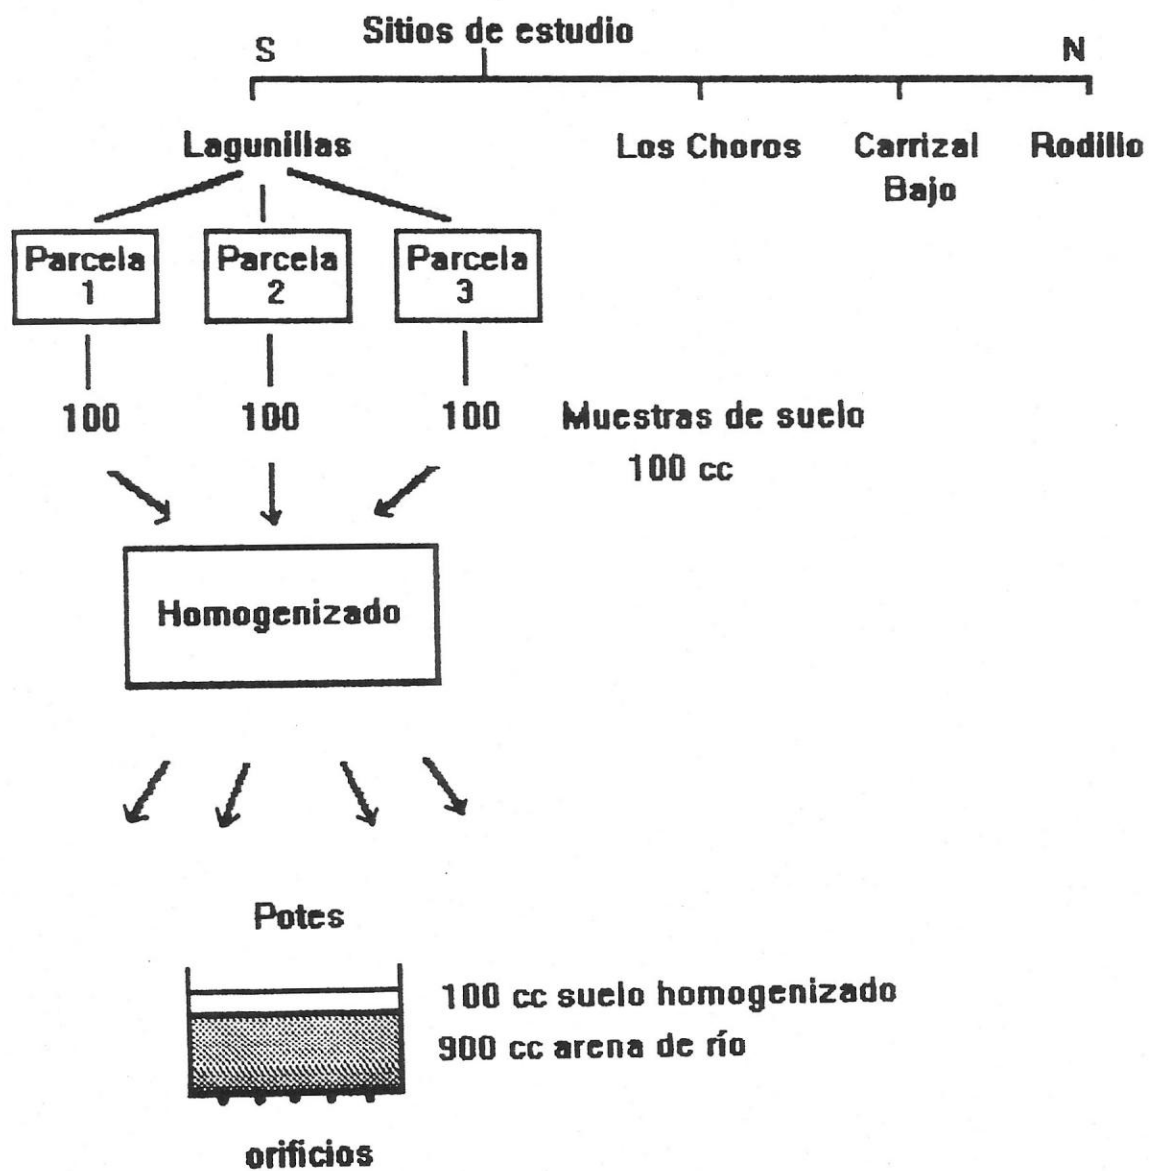 Sitios de estudio
S
N
Lagunillas
Los Choros
Carrizal
Bajo
Rodillo
Parcela
1
Parcela
2
Parcela
3
100
100
100
Muestras de suelo
100 cc
Homogenizado
Potes
100 cc suelo homogenizado
900 cc arena de río
orificios